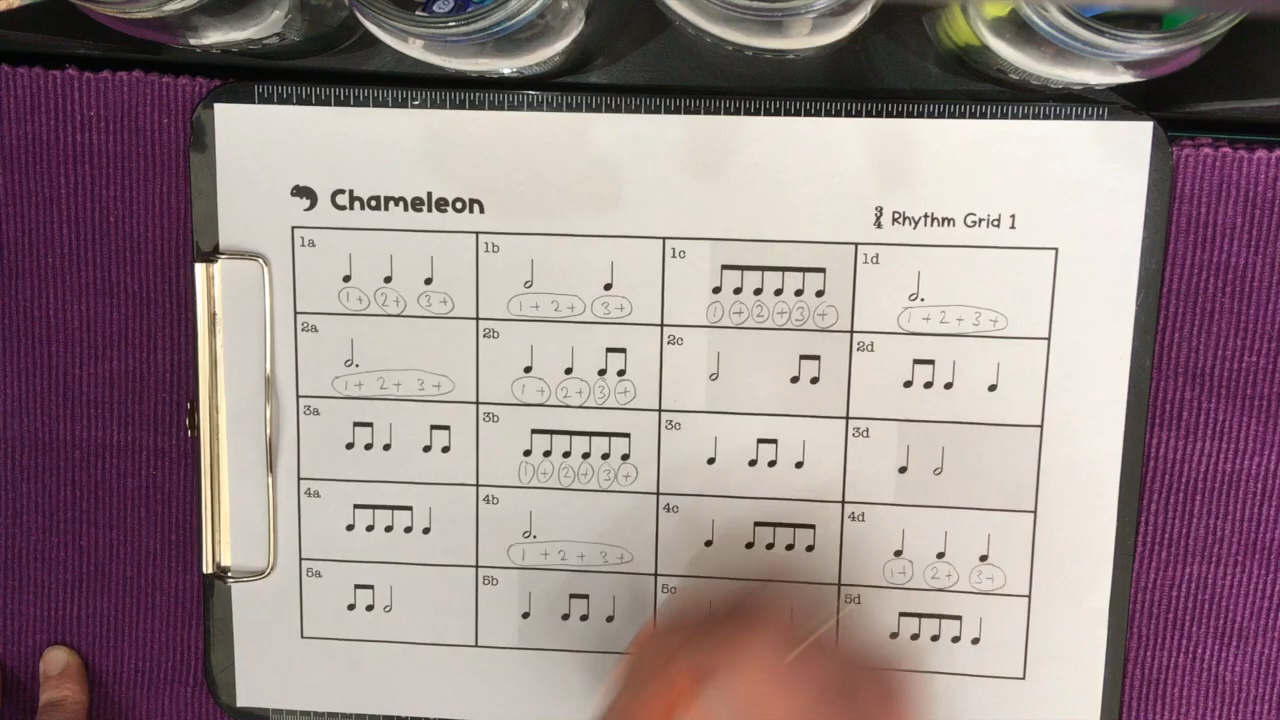 Chameleon
3/4 Rhythm Grid 1
1a 1b 1c 1d
1+ 2+ 3+ 1+ 2+ 3+ 1 + 2 + 3 + 1 + 2 + 3 +
2a 2b 2c 2d
1+ 2+ 3+ 1 + 2+ 3 +
3a 3b 3c 3d
1 + 2 + 3 +
4a 4b 4c 4d
1 + 2 + 3+ 1+ 2+ 3+
5a 5b 5c 5d